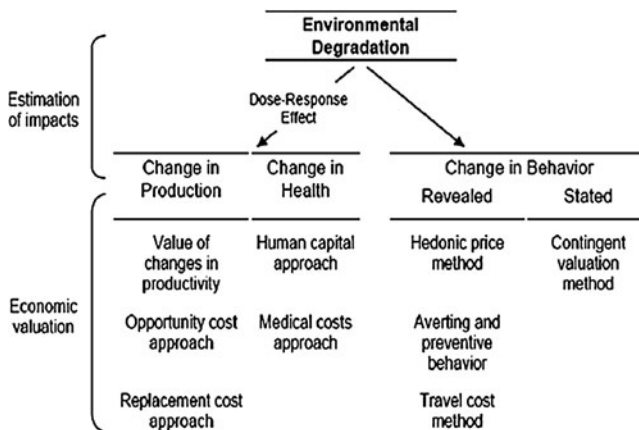 Environmental
Degradation
Estimation
of impacts
Dose-Response
Effect
Change in
Production
Change in
Health
Change in Behavior
Revealed
Stated
Economic
valuation
Value of
changes in
productivity
Human capital
approach
Hedonic price
method
Contingent
valuation
method
Opportunity cost
approach
Medical costs
approach
Averting and
preventive
behavior
Replacement cost
approach
Travel cost
method